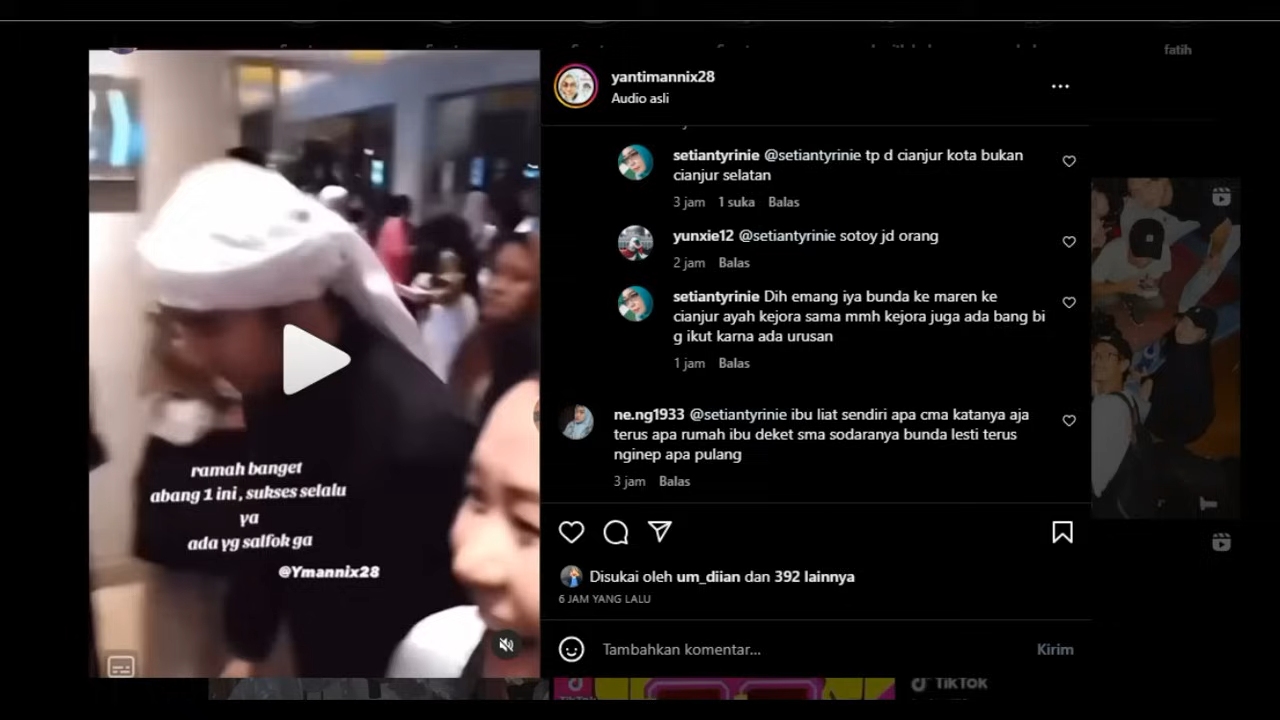 fatih
yantimannix28
Audio asli
setiantyrinie @setiantyrinie tp d cianjur kota bukan
cianjur selatan
3 jam 1 suka Balas
yunxie12 @setiantyrinie sotoy jd orang
2 jam Balas
setiantyrinie Dih emang iya bunda ke maren ke
cianjur ayah kejora sama mmh kejora juga ada bang bi
g ikut karna ada urusan
1 jam Balas
ne.ng1933 @setiantyrinie ibu liat sendiri apa cma katanya aja
terus apa rumah ibu deket sma sodaranya bunda lesti terus
nginep apa pulang
3 jam Balas
ramah banget
abang 1 ini, sukses selalu
ya
ada yg salfok ga
@Ymannix28
Disukai oleh um_diian dan 392 lainnya
6 JAM YANG LALU
Tambahkan komentar...
Kirim
TikTok
TikTok